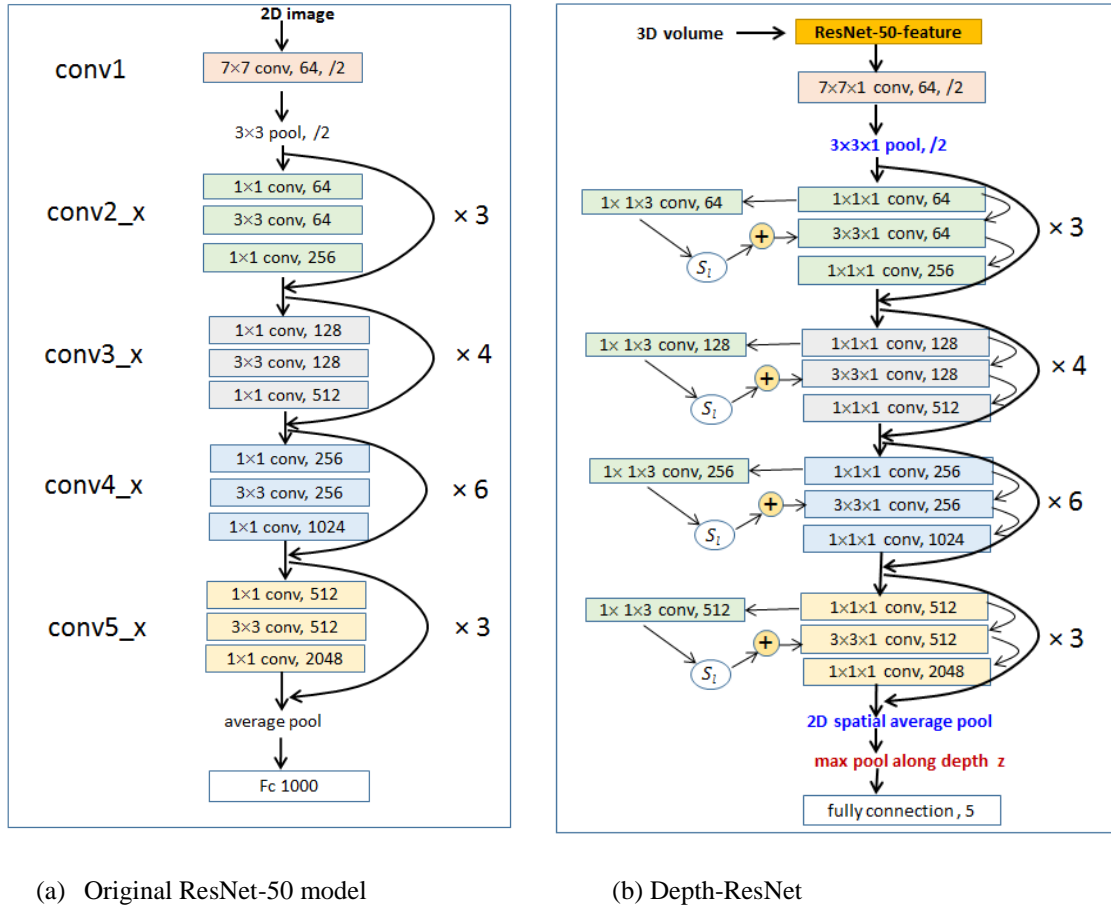 2D image
conv1
7×7 conv, 64, /2
3×3 pool, /2
conv2_x
1×1 conv, 64
3×3 conv, 64
1×1 conv, 256
× 3
conv3_x
1×1 conv, 128
3×3 conv, 128
1×1 conv, 512
× 4
conv4_x
1×1 conv, 256
3×3 conv, 256
1×1 conv, 1024
× 6
conv5_x
1×1 conv, 512
3×3 conv, 512
1×1 conv, 2048
× 3
average pool
Fc 1000
(a) Original ResNet-50 model
3D volume
ResNet-50-feature
7×7×1 conv, 64, /2
3×3×1 pool, /2
1× 1×3 conv, 64
1×1×1 conv, 64
S_l
+
3×3×1 conv, 64
1×1×1 conv, 256
× 3
1× 1×3 conv, 128
1×1×1 conv, 128
S_l
+
3×3×1 conv, 128
1×1×1 conv, 512
× 4
1× 1×3 conv, 256
1×1×1 conv, 256
S_l
+
3×3×1 conv, 256
1×1×1 conv, 1024
× 6
1× 1×3 conv, 512
1×1×1 conv, 512
S_l
+
3×3×1 conv, 512
1×1×1 conv, 2048
× 3
2D spatial average pool
max pool along depth z
fully connection , 5
(b) Depth-ResNet